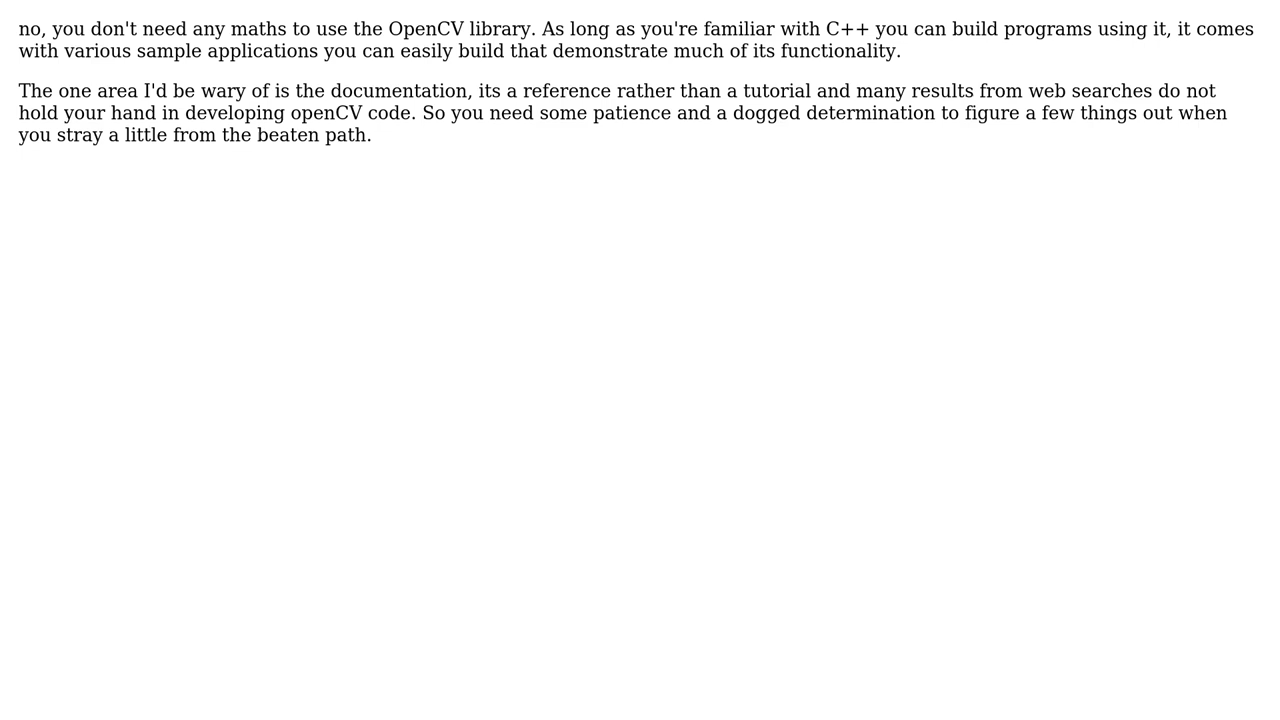 no, you don't need any maths to use the OpenCV library. As long as you're familiar with C++ you can build programs using it, it comes
with various sample applications you can easily build that demonstrate much of its functionality.
The one area I'd be wary of is the documentation, its a reference rather than a tutorial and many results from web searches do not
hold your hand in developing openCV code. So you need some patience and a dogged determination to figure a few things out when
you stray a little from the beaten path.